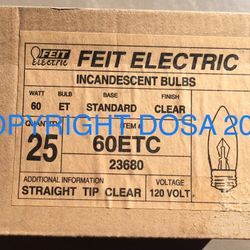 FEIT ELECTRIC FEIT ELECTRIC
INCANDESCENT BULBS
WATT BULB BASE FINISH
60 ET STANDARD CLEAR
COPYRIGHT DOSA 20
QUANTITY ITEM
25 60ETC
23680
ADDITIONAL INFORMATION VOLTAGE
STRAIGHT TIP CLEAR 120 VOLT